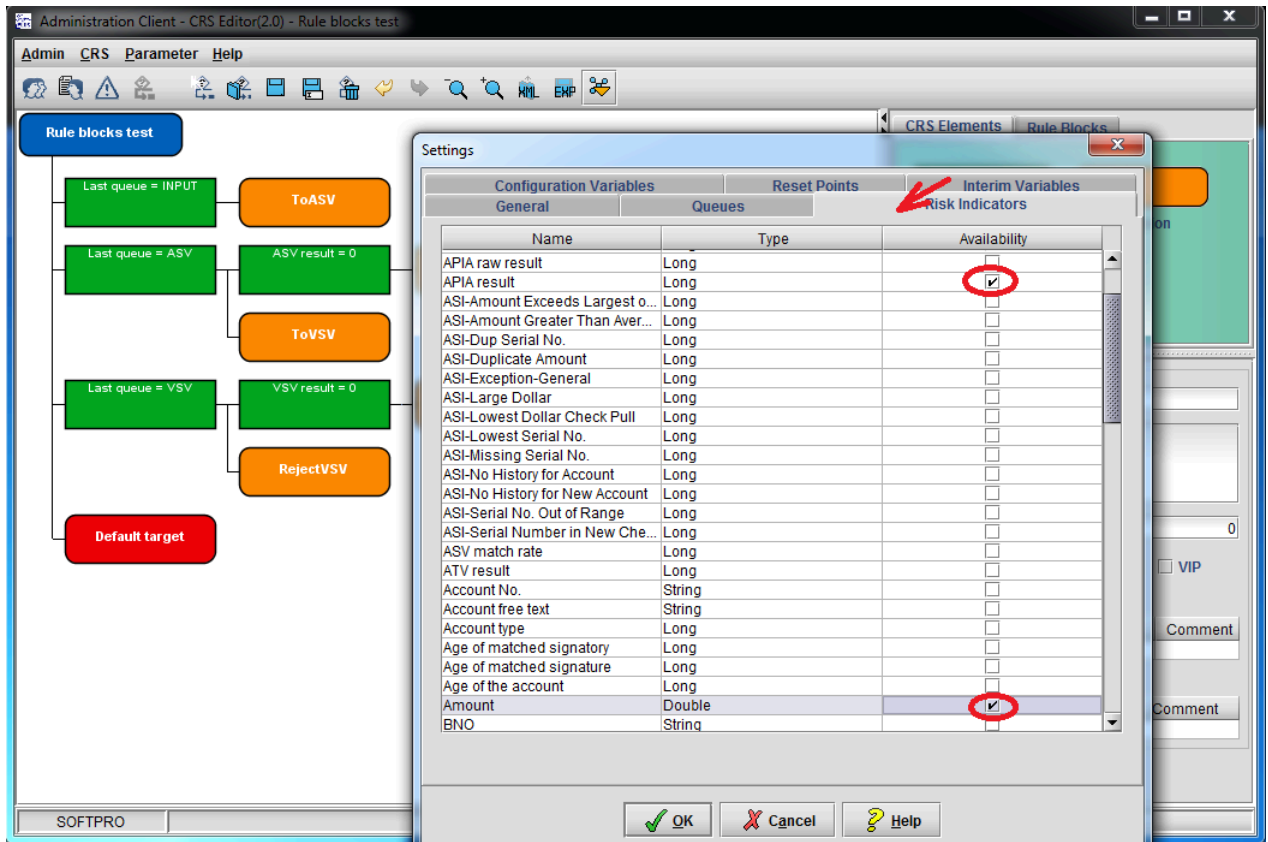 Administration Client - CRS Editor(2.0) - Rule blocks test
Admin CRS Parameter Help
XML EXP
Rule blocks test
Last queue = INPUT
ToASV
Last queue = ASV
ASV result = 0
ToVSV
Last queue = VSV
VSV result = 0
RejectVSV
Default target
CRS Elements Rule Blocks
on
0
VIP
Comment
Comment
Settings
Configuration Variables Reset Points Interim Variables
General Queues Risk Indicators
Name Type Availability
APIA raw result Long
APIA result Long
ASI-Amount Exceeds Largest o... Long
ASI-Amount Greater Than Aver... Long
ASI-Dup Serial No. Long
ASI-Duplicate Amount Long
ASI-Exception-General Long
ASI-Large Dollar Long
ASI-Lowest Dollar Check Pull Long
ASI-Lowest Serial No. Long
ASI-Missing Serial No. Long
ASI-No History for Account Long
ASI-No History for New Account Long
ASI-Serial No. Out of Range Long
ASI-Serial Number in New Che... Long
ASV match rate Long
ATV result Long
Account No. String
Account free text String
Account type Long
Age of matched signatory Long
Age of matched signature Long
Age of the account Long
Amount Double
BNO String
OK Cancel Help
SOFTPRO